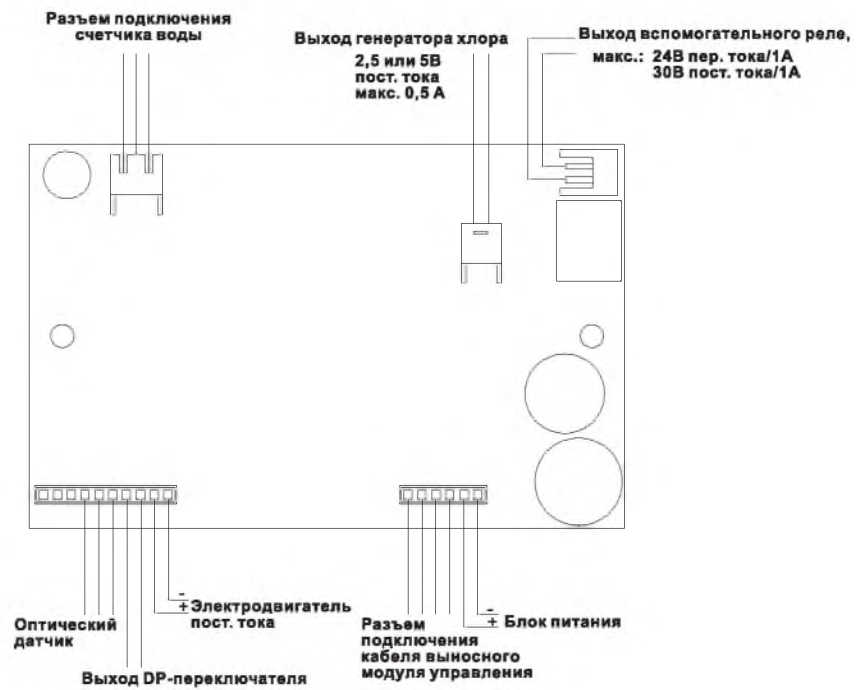 Разъем подключения
счетчика воды
Выход генератора хлора
2,5 или 5В
пост. тока
макс. 0,5 А
Выход вспомогательного реле,
макс.: 24В пер. тока/1А
30В пост. тока/1А
Оптический
датчик
Выход DP-переключателя
-
+ Электродвигатель
пост. тока
Разъем
подключения
кабеля выносного
модуля управления
-
+ Блок питания